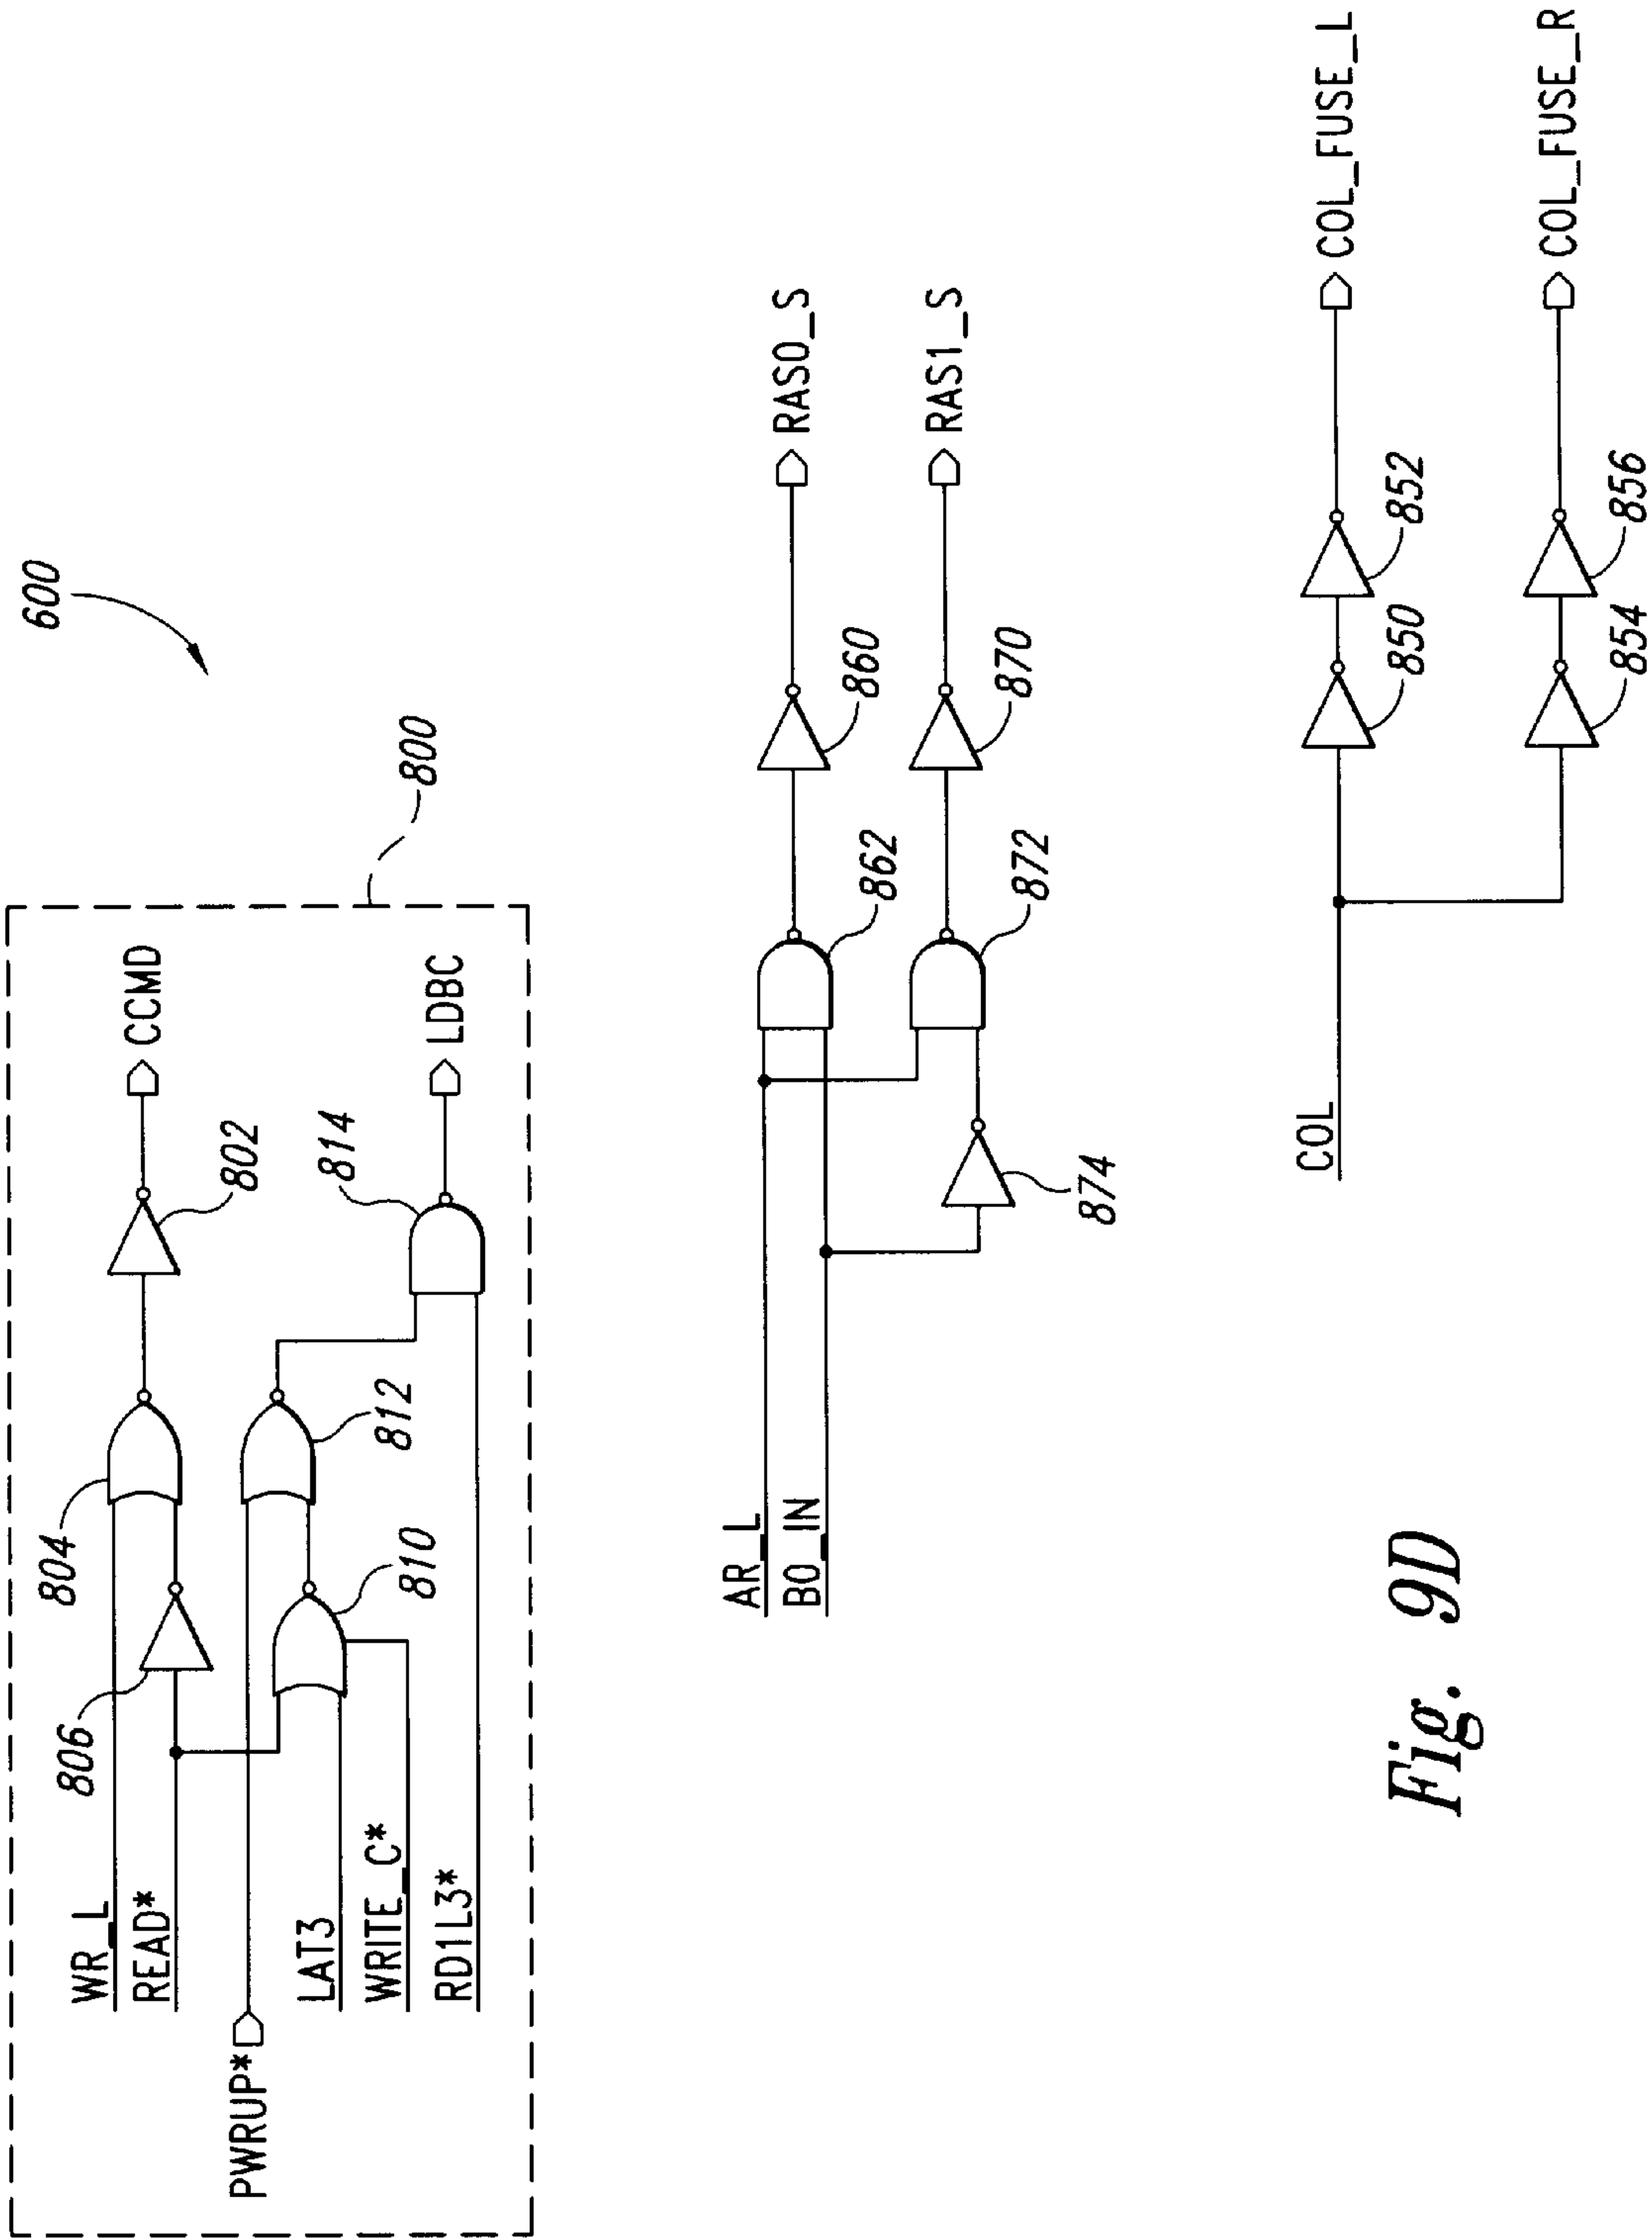 600
800
804
802
WR_L
CCMD
READ*
806
PWRUP*
812
814
LAT3
810
WRITE_C*
LDBC
RD1L3*
AR_L
862
860
RAS0_S
B0_IN
872
870
RAS1_S
874
COL
850
852
COL_FUSE_L
854
856
COL_FUSE_R
Fig. 9D